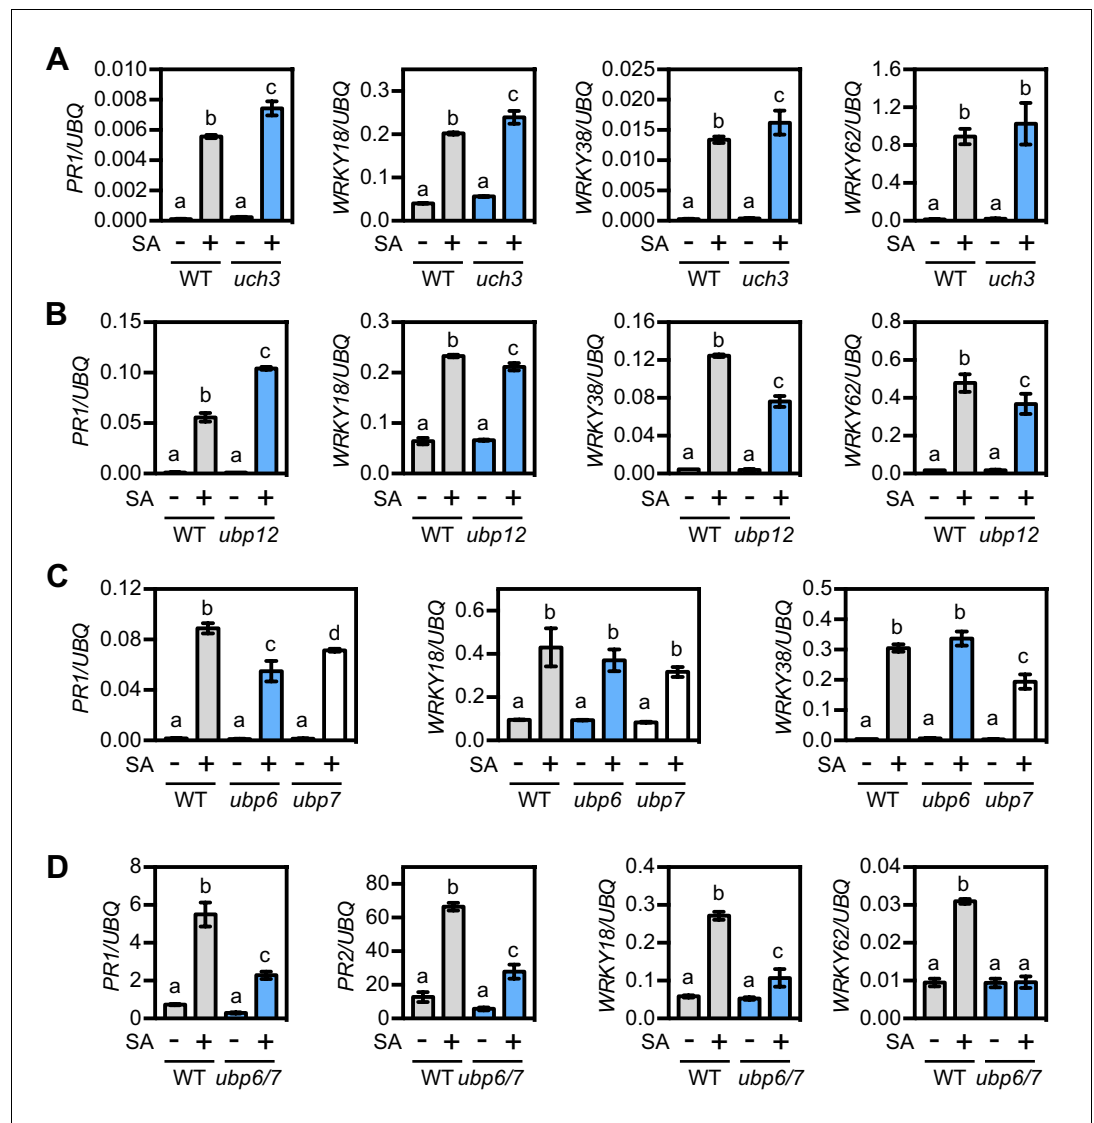 A
PR1/UBQ
0.010
0.008
0.006
0.004
0.002
0.000
a b a c
SA - + - +
WT uch3
WRKY18/UBQ
0.3
0.2
0.1
0.0
a b a c
- + - +
WT uch3
WRKY38/UBQ
0.025
0.020
0.015
0.010
0.005
0.000
a b a c
- + - +
WT uch3
WRKY62/UBQ
1.6
1.2
0.8
0.4
0.0
a b a b
- + - +
WT uch3
B
PR1/UBQ
0.15
0.10
0.05
0.00
a b a c
SA - + - +
WT ubp12
WRKY18/UBQ
0.3
0.2
0.1
0.0
a b a c
SA - + - +
WT ubp12
WRKY38/UBQ
0.16
0.12
0.08
0.04
0.00
a b a c
SA - + - +
WT ubp12
WRKY62/UBQ
0.8
0.6
0.4
0.2
0.0
a b a c
SA - + - +
WT ubp12
C
PR1/UBQ
0.12
0.08
0.04
0.00
a b a c a d
SA - + - + - +
WT ubp6 ubp7
WRKY18/UBQ
0.6
0.4
0.2
0.0
a b a b a b
SA - + - + - +
WT ubp6 ubp7
WRKY38/UBQ
0.5
0.4
0.3
0.2
0.1
0.0
a b a b a c
SA - + - + - +
WT ubp6 ubp7
D
PR1/UBQ
8
6
4
2
0
a b a c
SA - + - +
WT ubp6/7
PR2/UBQ
80
60
40
20
0
a b a c
SA - + - +
WT ubp6/7
WRKY18/UBQ
0.4
0.3
0.2
0.1
0.0
a b a c
SA - + - +
WT ubp6/7
WRKY62/UBQ
0.04
0.03
0.02
0.01
0.00
a b a a
SA - + - +
WT ubp6/7